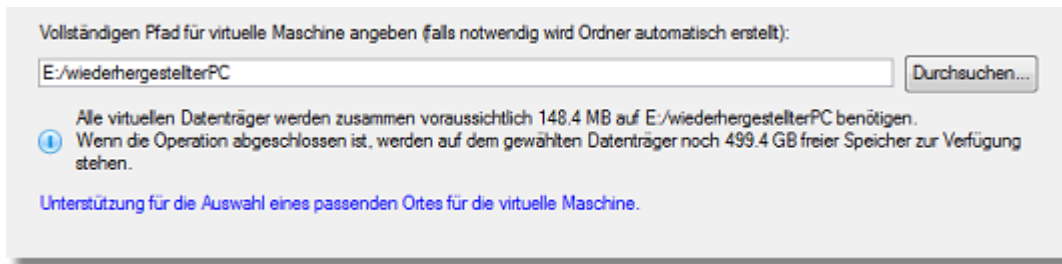 Vollständigen Pfad für virtuelle Maschine angeben (falls notwendig wird Ordner automatisch erstellt):
E:/wiederhergestellterPC
Durchsuchen...
Alle virtuellen Datenträger werden zusammen voraussichtlich 148.4 MB auf E:/wiederhergestellterPC benötigen.
Wenn die Operation abgeschlossen ist, werden auf dem gewählten Datenträger noch 499.4 GB freier Speicher zur Verfügung
stehen.
Unterstützung für die Auswahl eines passenden Ortes für die virtuelle Maschine.